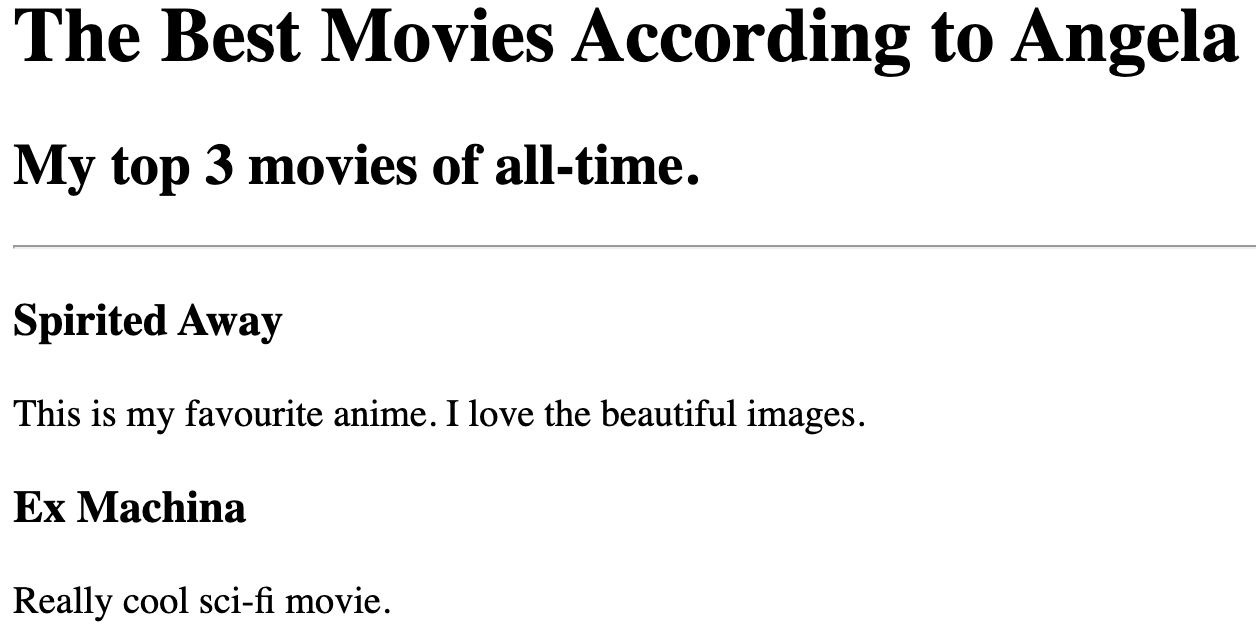 The Best Movies According to Angela
My top 3 movies of all-time.
Spirited Away
This is my favourite anime. I love the beautiful images.
Ex Machina
Really cool sci-fi movie.